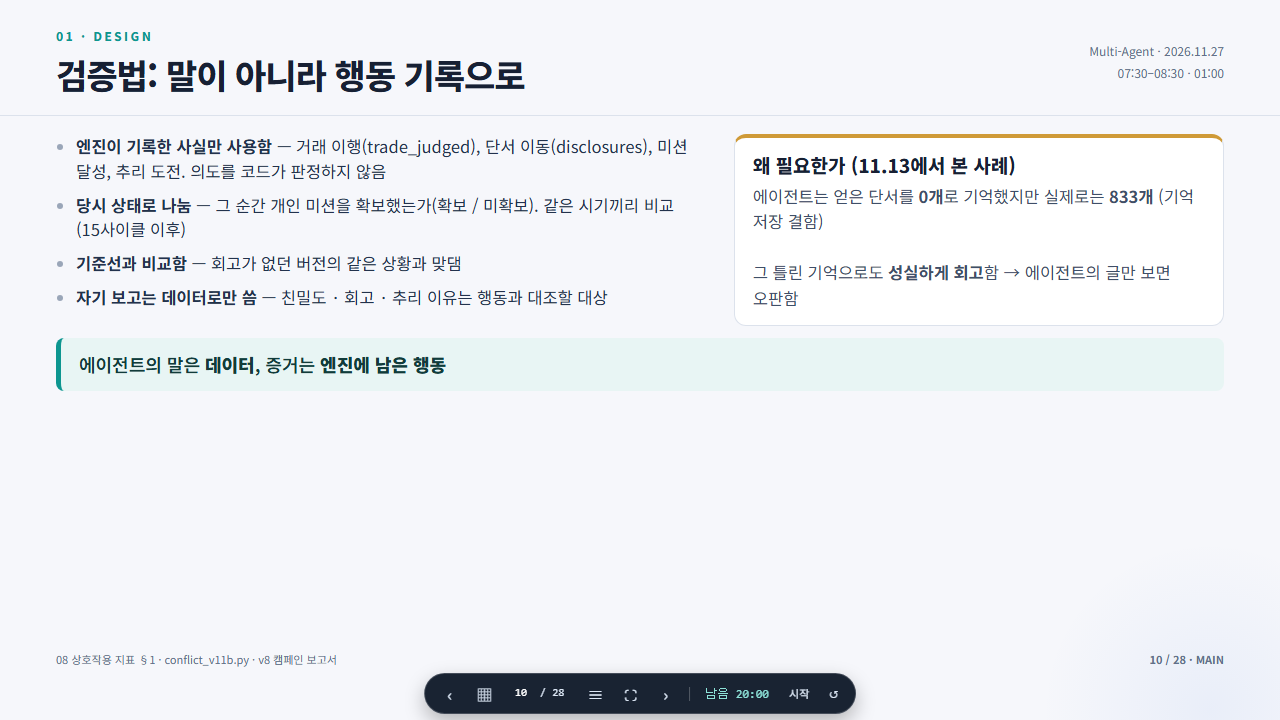 01 · DESIGN
검증법: 말이 아니라 행동 기록으로
Multi-Agent · 2026.11.27
07:30–08:30 · 01:00
엔진이 기록한 사실만 사용함 — 거래 이행(trade_judged), 단서 이동(disclosures), 미션
달성, 추리 도전. 의도를 코드가 판정하지 않음
당시 상태로 나눔 — 그 순간 개인 미션을 확보했는가(확보 / 미확보). 같은 시기끼리 비교
(15사이클 이후)
기준선과 비교함 — 회고가 없던 버전의 같은 상황과 맞댐
자기 보고는 데이터로만 씀 — 친밀도 · 회고 · 추리 이유는 행동과 대조할 대상
왜 필요한가 (11.13에서 본 사례)
에이전트는 얻은 단서를 0개로 기억했지만 실제로는 833개 (기억
저장 결함)
그 틀린 기억으로도 성실하게 회고함 → 에이전트의 글만 보면
오판함
에이전트의 말은 데이터, 증거는 엔진에 남은 행동
08 상호작용 지표 §1 · conflict_v11b.py · v8 캠페인 보고서
10 / 28 · MAIN
‹ 10 / 28 › 남음 20:00 시작 ↺